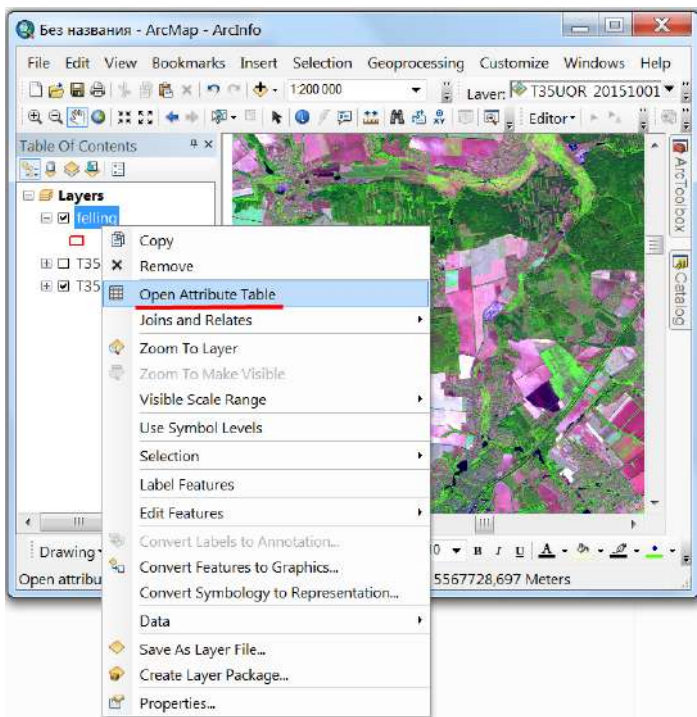 Без названия - ArcMap - ArcInfo
File Edit View Bookmarks Insert Selection Geoprocessing Customize Windows Help
1:200 000
Layer: T35UQR_20151001
Editor
Table Of Contents
Layers
felling
T35
T35
Copy
Remove
Open Attribute Table
Joins and Relates
Zoom To Layer
Zoom To Make Visible
Visible Scale Range
Use Symbol Levels
Selection
Label Features
Edit Features
Convert Labels to Annotation...
Convert Features to Graphics...
Convert Symbology to Representation...
Data
Save As Layer File...
Create Layer Package...
Properties...
ArcToolbox
Catalog
Drawing
0 B I U A
Open attribu
5567728,697 Meters